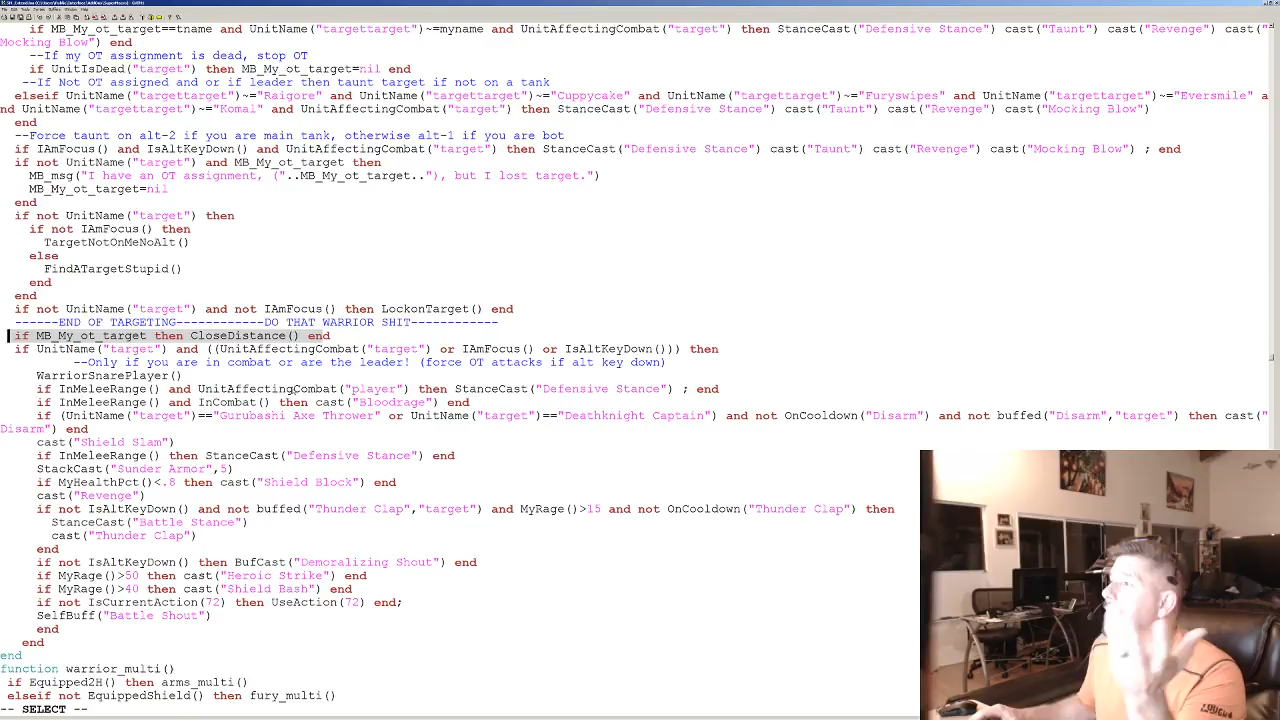 if MB_My_ot_target==tname and UnitName("targettarget")~=myname and UnitAffectingCombat("target") then StanceCast("Defensive Stance") cast("Taunt") cast("Revenge") cast("
Mocking Blow") end
--If my OT assignment is dead, stop OT
if UnitIsDead("target") then MB_My_ot_target=nil end
--If Not OT assigned and or if leader then taunt target if not on a tank
elseif UnitName("targettarget")~="Raigore" and UnitName("targettarget")~="Cuppycake" and UnitName("targettarget")~="Furyswipes" and UnitName("targettarget")~="Eversmile" a
nd UnitName("targettarget")~="Komai" and UnitAffectingCombat("target") then StanceCast("Defensive Stance") cast("Taunt") cast("Revenge") cast("Mocking Blow")
end
--Force taunt on alt-2 if you are main tank, otherwise alt-1 if you are bot
if IAmFocus() and IsAltKeyDown() and UnitAffectingCombat("target") then StanceCast("Defensive Stance") cast("Taunt") cast("Revenge") cast("Mocking Blow") ; end
if not UnitName("target") and MB_My_ot_target then
MB_msg("I have an OT assignment, ("..MB_My_ot_target.."), but I lost target.")
MB_My_ot_target=nil
end
if not UnitName("target") then
if not IAmFocus() then
TargetNotOnMeNoAlt()
else
FindATargetStupid()
end
end
if not UnitName("target") and not IAmFocus() then LockonTarget() end
------END OF TARGETING------------DO THAT WARRIOR SHIT------------
if MB_My_ot_target then CloseDistance() end
if UnitName("target") and ((UnitAffectingCombat("target") or IAmFocus() or IsAltKeyDown())) then
--Only if you are in combat or are the leader! (force OT attacks if alt key down)
WarriorSnarePlayer()
if InMeleeRange() and UnitAffectingCombat("player") then StanceCast("Defensive Stance") ; end
if InMeleeRange() and InCombat() then cast("Bloodrage") end
if (UnitName("target")=="Gurubashi Axe Thrower" or UnitName("target")=="Deathknight Captain") and not OnCooldown("Disarm") and not buffed("Disarm","target") then cast("
Disarm") end
cast("Shield Slam")
if InMeleeRange() then StanceCast("Defensive Stance") end
StackCast("Sunder Armor",5)
if MyHealthPct()<.8 then cast("Shield Block") end
cast("Revenge")
if not IsAltKeyDown() and not buffed("Thunder Clap","target") and MyRage()>15 and not OnCooldown("Thunder Clap") then
StanceCast("Battle Stance")
cast("Thunder Clap")
end
if not IsAltKeyDown() then BufCast("Demoralizing Shout") end
if MyRage()>50 then cast("Heroic Strike") end
if MyRage()>40 then cast("Shield Bash") end
if not IsCurrentAction(72) then UseAction(72) end;
SelfBuff("Battle Shout")
end
end
end
function warrior_multi()
if Equipped2H() then arms_multi()
elseif not EquippedShield() then fury_multi()
-- SELECT --